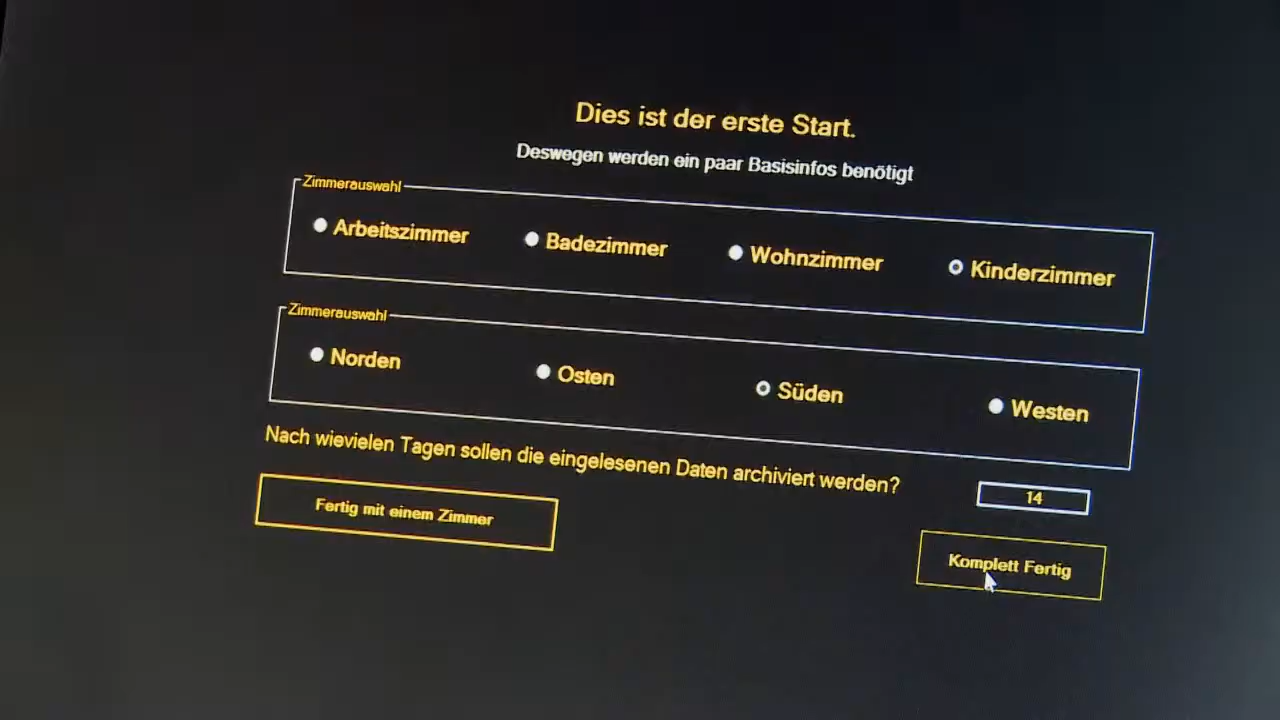 Dies ist der erste Start.
Deswegen werden ein paar Basisinfos benötigt
Zimmerauswahl
Arbeitszimmer Badezimmer Wohnzimmer Kinderzimmer
Zimmerauswahl
Norden Osten Süden Westen
Nach wievielen Tagen sollen die eingelesenen Daten archiviert werden? 14
Fertig mit einem Zimmer
Komplett Fertig